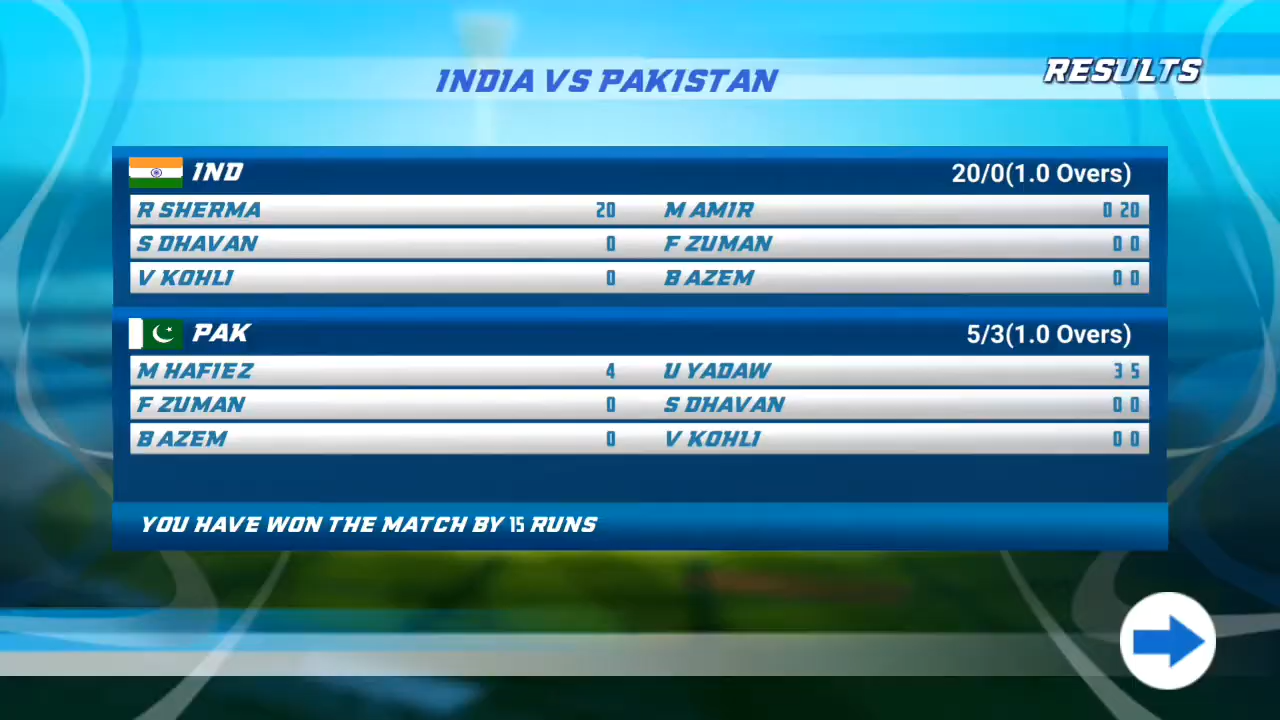 INDIA VS PAKISTAN
RESULTS
IND 20/0(1.0 Overs)
R SHERMA 20 M AMIR 0 20
S DHAVAN 0 F ZUMAN 0 0
V KOHLI 0 B AZEM 0 0
PAK 5/3(1.0 Overs)
M HAFIEZ 4 U YADAW 3 5
F ZUMAN 0 S DHAVAN 0 0
B AZEM 0 V KOHLI 0 0
YOU HAVE WON THE MATCH BY 15 RUNS